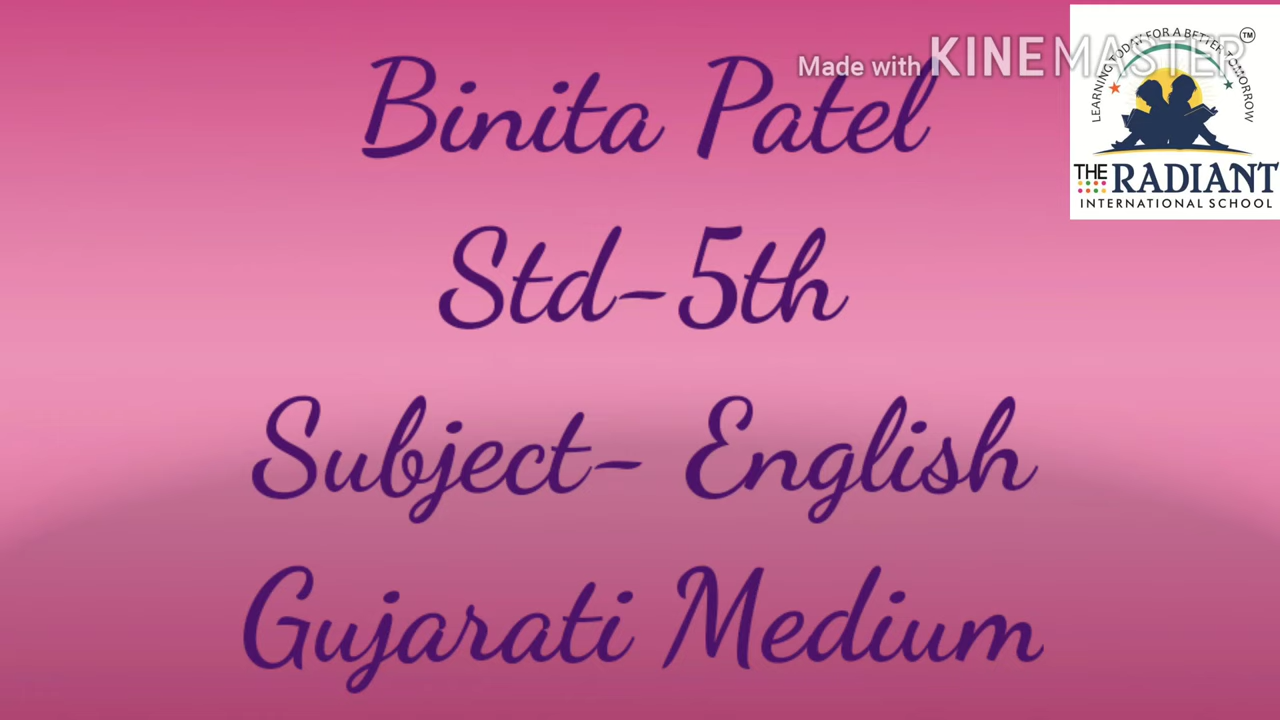 Made with KINEMASTER
LEARNING TODAY FOR A BETTER TOMORROW
TM
THE RADIANT
INTERNATIONAL SCHOOL
Binita Patel
Std-5th
Subject- English
Gujarati Medium